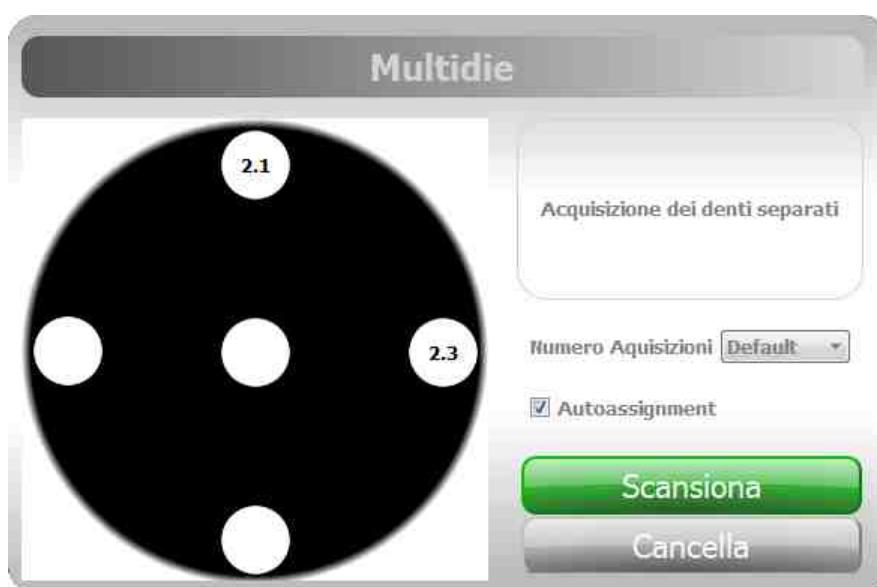 Multidie
2.1
2.3
Acquisizione dei denti separati
Numero Aquisizioni Default
Autoassignment
Scansiona
Cancella